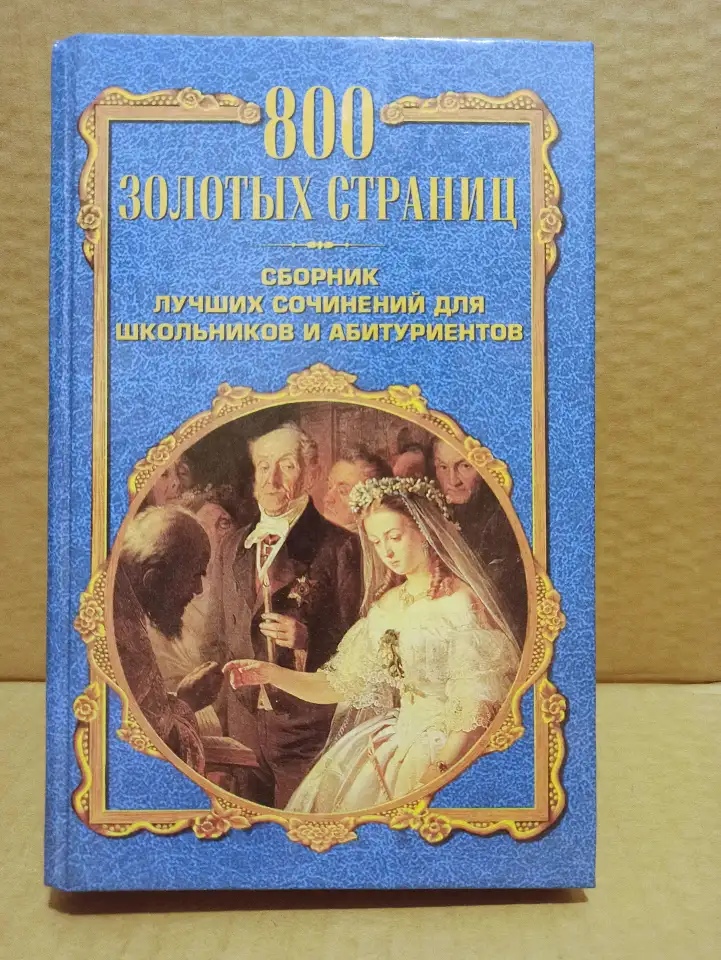 800
ЗОЛОТЫХ СТРАНИЦ
СБОРНИК
ЛУЧШИХ СОЧИНЕНИЙ ДЛЯ
ШКОЛЬНИКОВ И АБИТУРИЕНТОВ